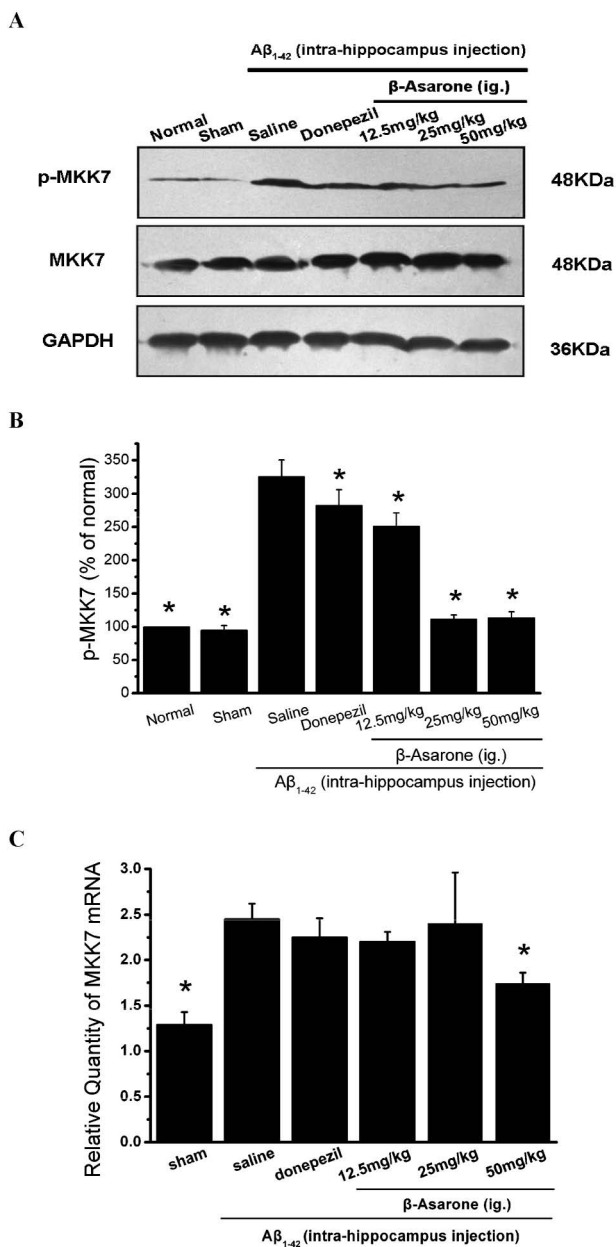 A
Aβ1-42 (intra-hippocampus injection)
β-Asarone (ig.)
Normal Sham Saline Donepezil 12.5mg/kg 25mg/kg 50mg/kg
p-MKK7 48KDa
MKK7 48KDa
GAPDH 36KDa
B
p-MKK7 (% of normal)
350
300
250
200
150
100
50
0
* * * * * *
Normal Sham Saline Donepezil 12.5mg/kg 25mg/kg 50mg/kg
β-Asarone (ig.)
Aβ1-42 (intra-hippocampus injection)
C
Relative Quantity of MKK7 mRNA
3.0
2.5
2.0
1.5
1.0
0.5
0.0
* *
sham saline donepezil 12.5mg/kg 25mg/kg 50mg/kg
β-Asarone (ig.)
Aβ1-42 (intra-hippocampus injection)